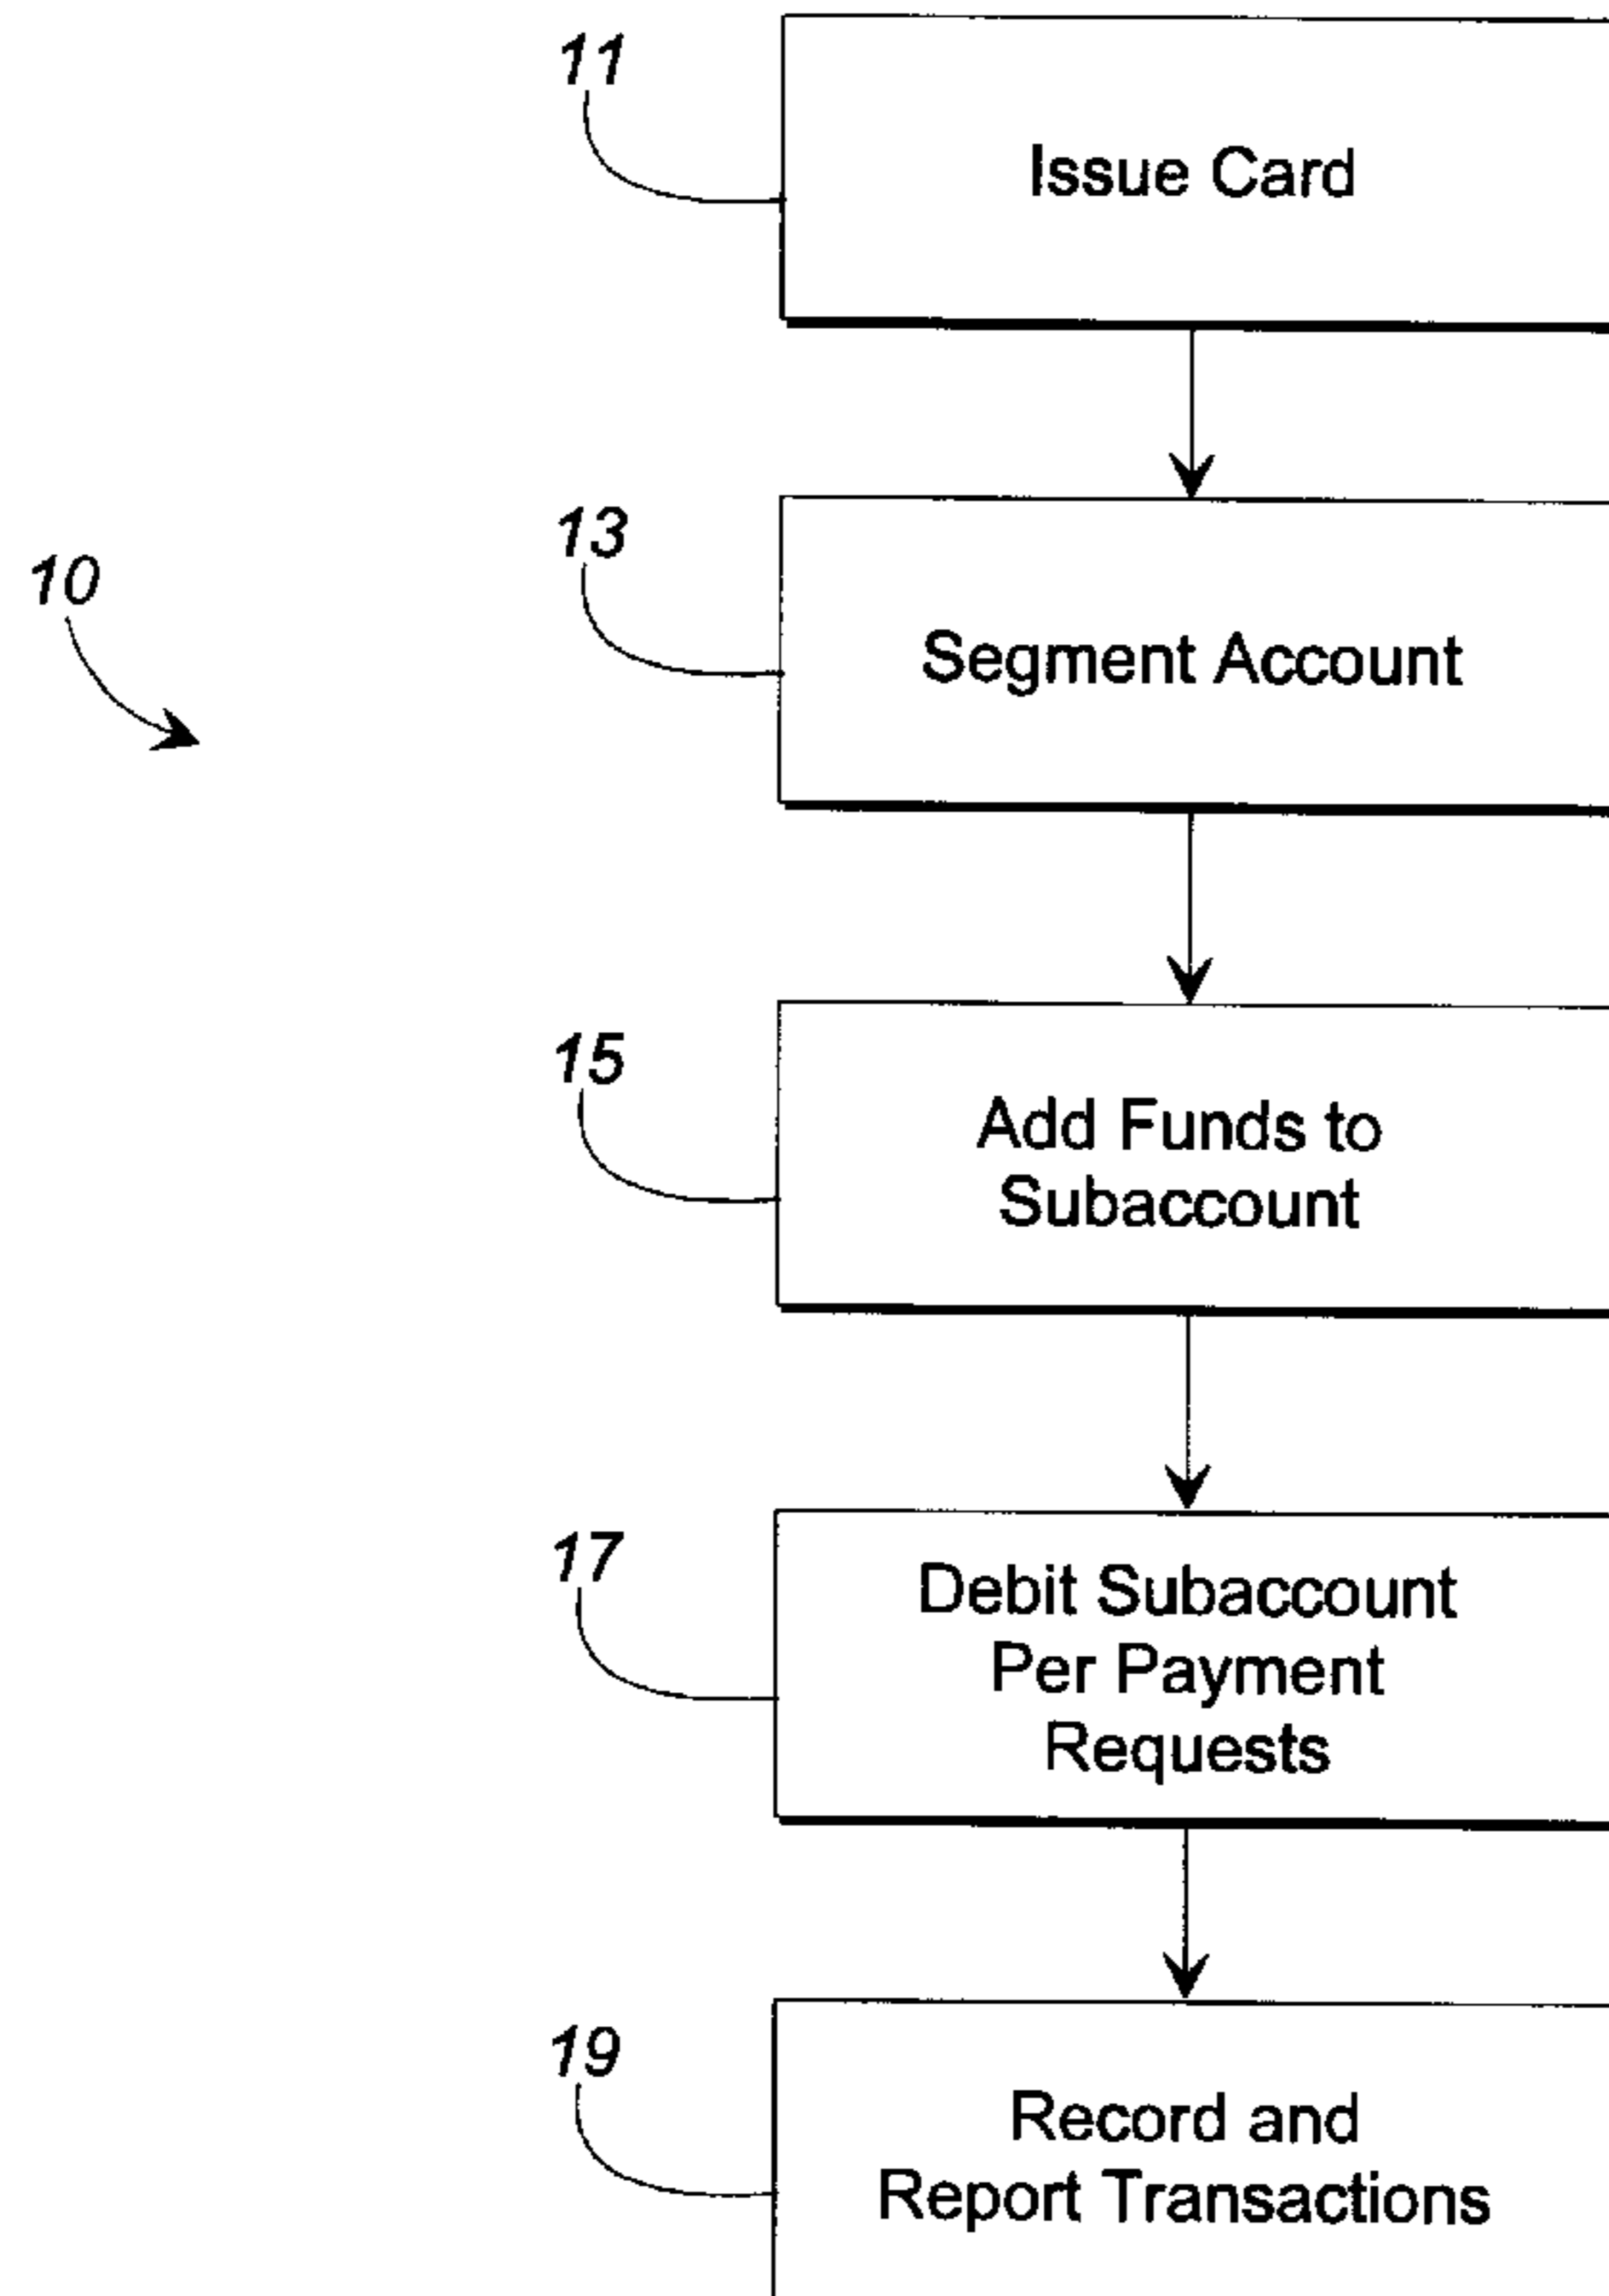 11
Issue Card
13
10
Segment Account
15
Add Funds to
Subaccount
17
Debit Subaccount
Per Payment
Requests
19
Record and
Report Transactions